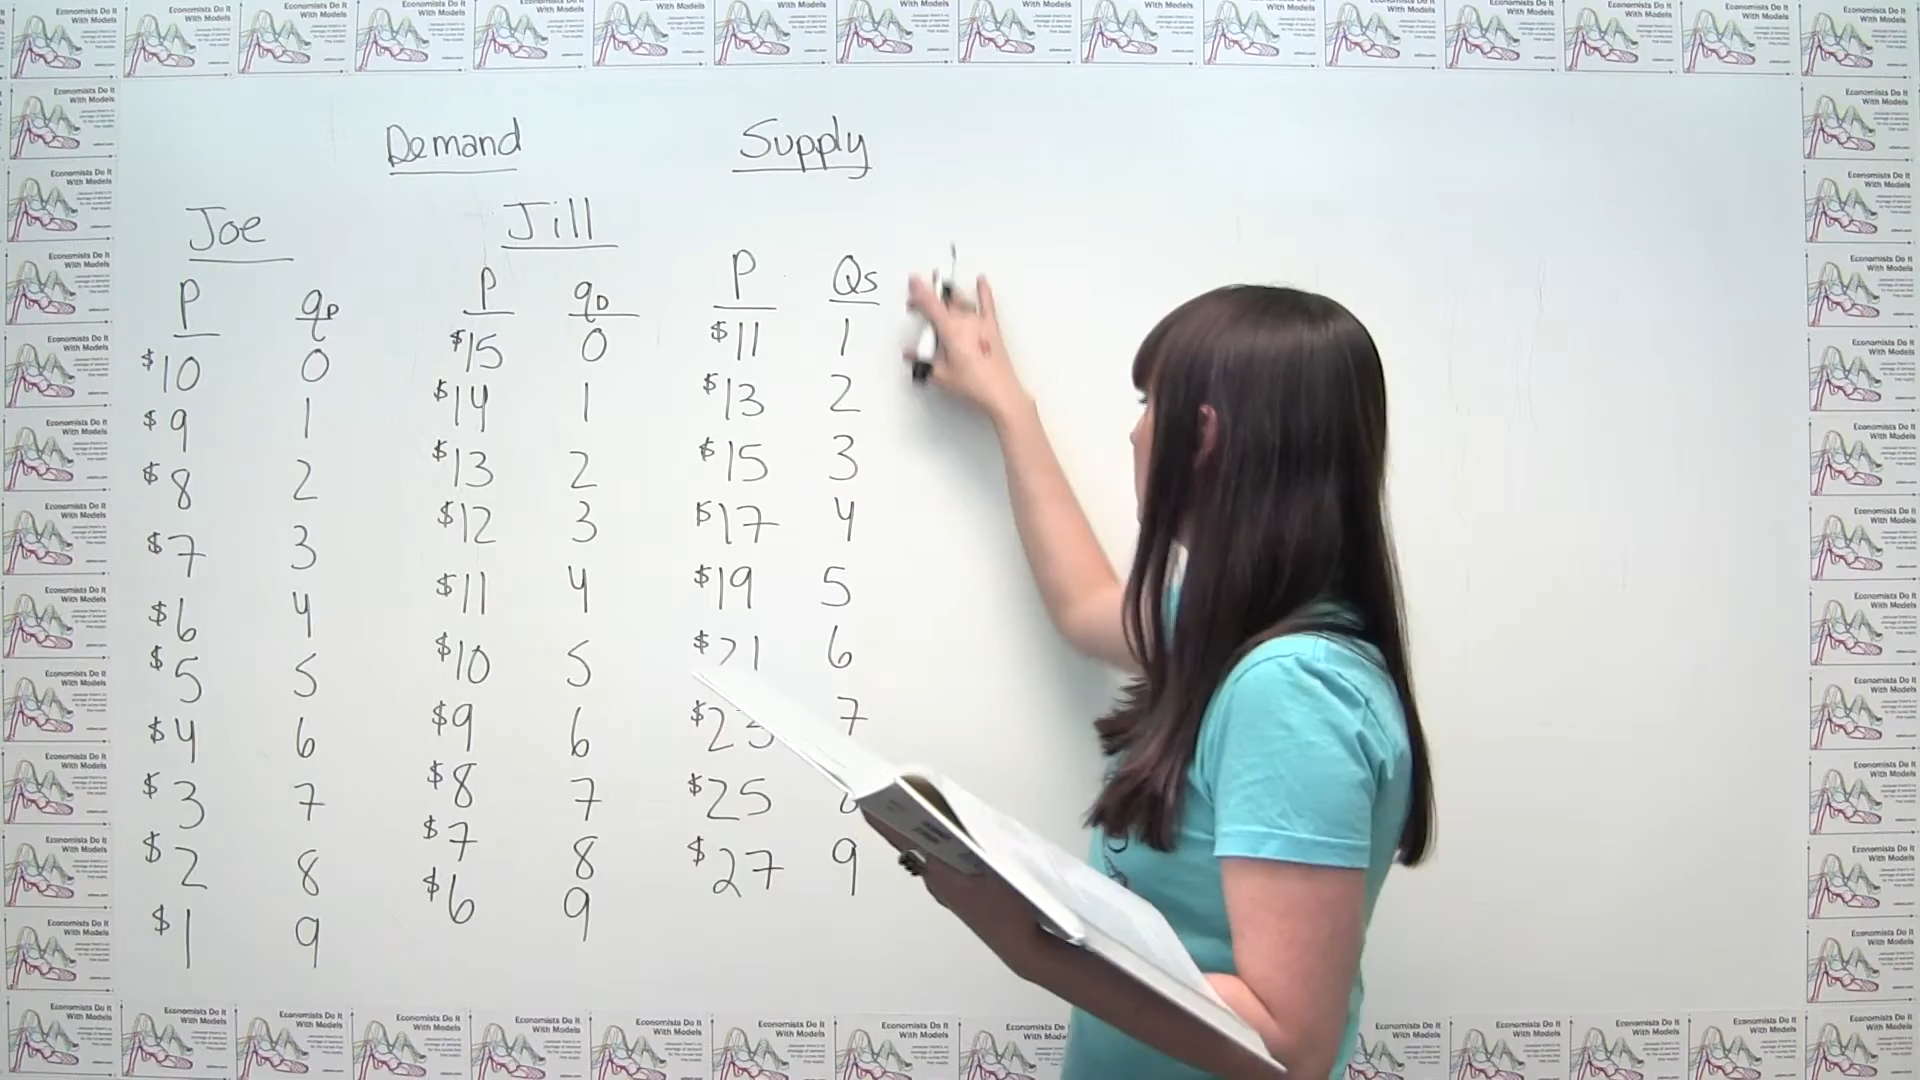 Economists Do It With Models
Demand Supply
Joe Jill
P qD P qD P Qs
$10 0 $15 0 $11 1
$9 1 $14 1 $13 2
$8 2 $13 2 $15 3
$7 3 $12 3 $17 4
$6 4 $11 4 $19 5
$5 5 $10 5 $21 6
$4 6 $9 6 $23 7
$3 7 $8 7 $25
$2 8 $7 8 $27 9
$1 9 $6 9